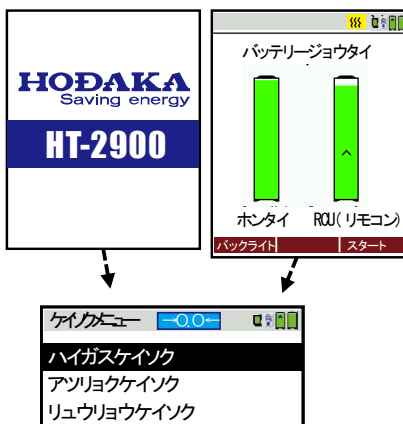 HODAKA
Saving energy
HT-2900
バッテリージョウタイ
ホンタイ RCU(リモコン)
バックライト スタート
ケイソクメニュー →0.0←
ハイガスケイソク
アツリョクケイソク
リュウリョウケイソク